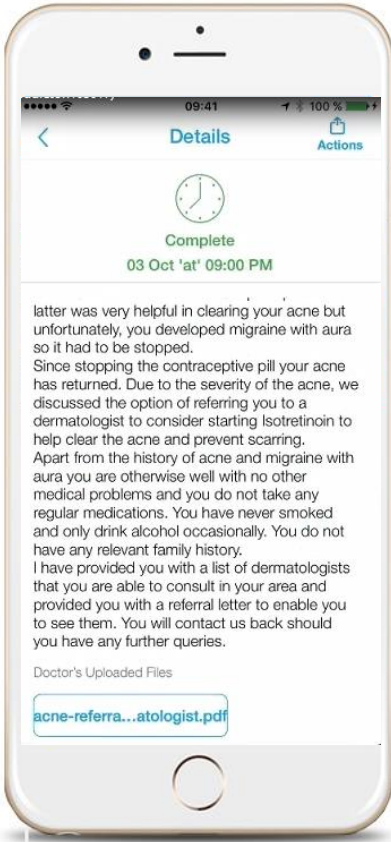 09:41
100 %
Details
Actions
Complete
03 Oct 'at' 09:00 PM
latter was very helpful in clearing your acne but
unfortunately, you developed migraine with aura
so it had to be stopped.
Since stopping the contraceptive pill your acne
has returned. Due to the severity of the acne, we
discussed the option of referring you to a
dermatologist to consider starting Isotretinoin to
help clear the acne and prevent scarring.
Apart from the history of acne and migraine with
aura you are otherwise well with no other
medical problems and you do not take any
regular medications. You have never smoked
and only drink alcohol occasionally. You do not
have any relevant family history.
I have provided you with a list of dermatologists
that you are able to consult in your area and
provided you with a referral letter to enable you
to see them. You will contact us back should
you have any further queries.
Doctor's Uploaded Files
acne-referra...atologist.pdf